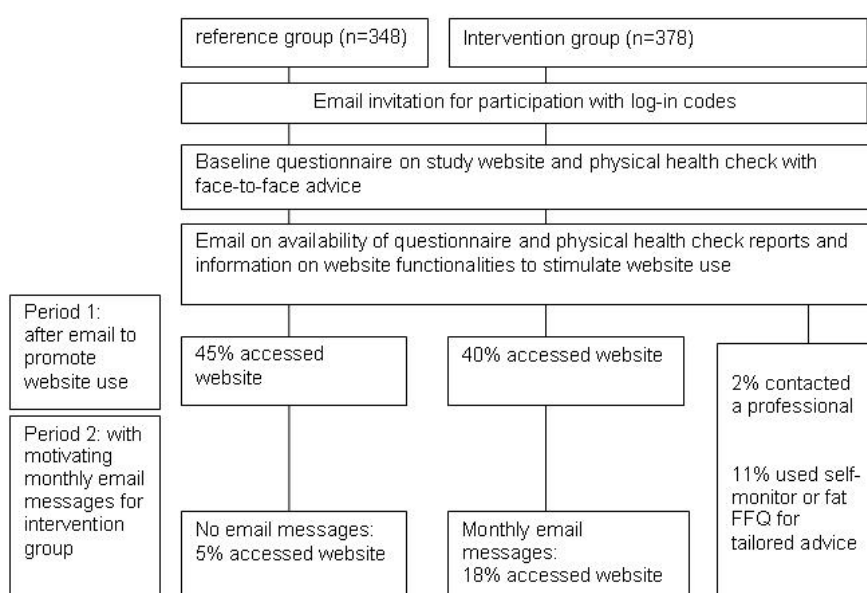 reference group (n=348)
Intervention group (n=378)
Email invitation for participation with log-in codes
Baseline questionnaire on study website and physical health check with
face-to-face advice
Email on availability of questionnaire and physical health check reports and
information on website functionalities to stimulate website use
Period 1:
after email to
promote
website use
45% accessed
website
40% accessed website
2% contacted
a professional
11% used self-
monitor or fat
FFQ for
tailored advice
Period 2: with
motivating
monthly email
messages for
intervention
group
No email messages:
5% accessed website
Monthly email
messages:
18% accessed website